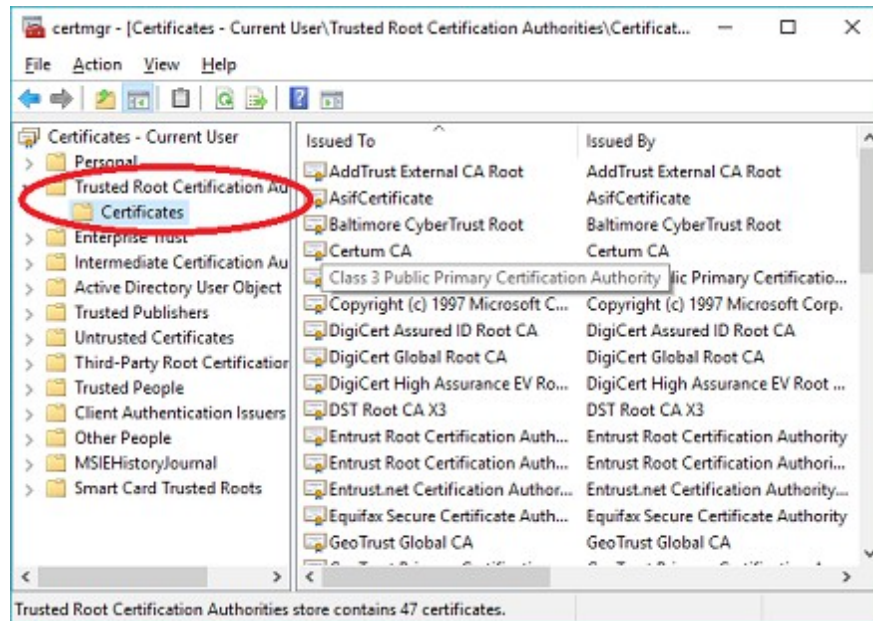 certmgr - [Certificates - Current User\Trusted Root Certification Authorities\Certificat...
File Action View Help
Certificates - Current User
Personal
Trusted Root Certification Au
Certificates
Enterprise Trust
Intermediate Certification Au
Active Directory User Object
Trusted Publishers
Untrusted Certificates
Third-Party Root Certification
Trusted People
Client Authentication Issuers
Other People
MSIEHistoryJournal
Smart Card Trusted Roots
Issued To Issued By
AddTrust External CA Root AddTrust External CA Root
AsifCertificate AsifCertificate
Baltimore CyberTrust Root Baltimore CyberTrust Root
Certum CA Certum CA
Class 3 Public Primary Certification Authority lic Primary Certificatio...
Copyright (c) 1997 Microsoft C... Copyright (c) 1997 Microsoft Corp.
DigiCert Assured ID Root CA DigiCert Assured ID Root CA
DigiCert Global Root CA DigiCert Global Root CA
DigiCert High Assurance EV Ro... DigiCert High Assurance EV Root ...
DST Root CA X3 DST Root CA X3
Entrust Root Certification Auth... Entrust Root Certification Authority
Entrust Root Certification Auth... Entrust Root Certification Authori...
Entrust.net Certification Author... Entrust.net Certification Authority....
Equifax Secure Certificate Auth... Equifax Secure Certificate Authority
GeoTrust Global CA GeoTrust Global CA
Trusted Root Certification Authorities store contains 47 certificates.